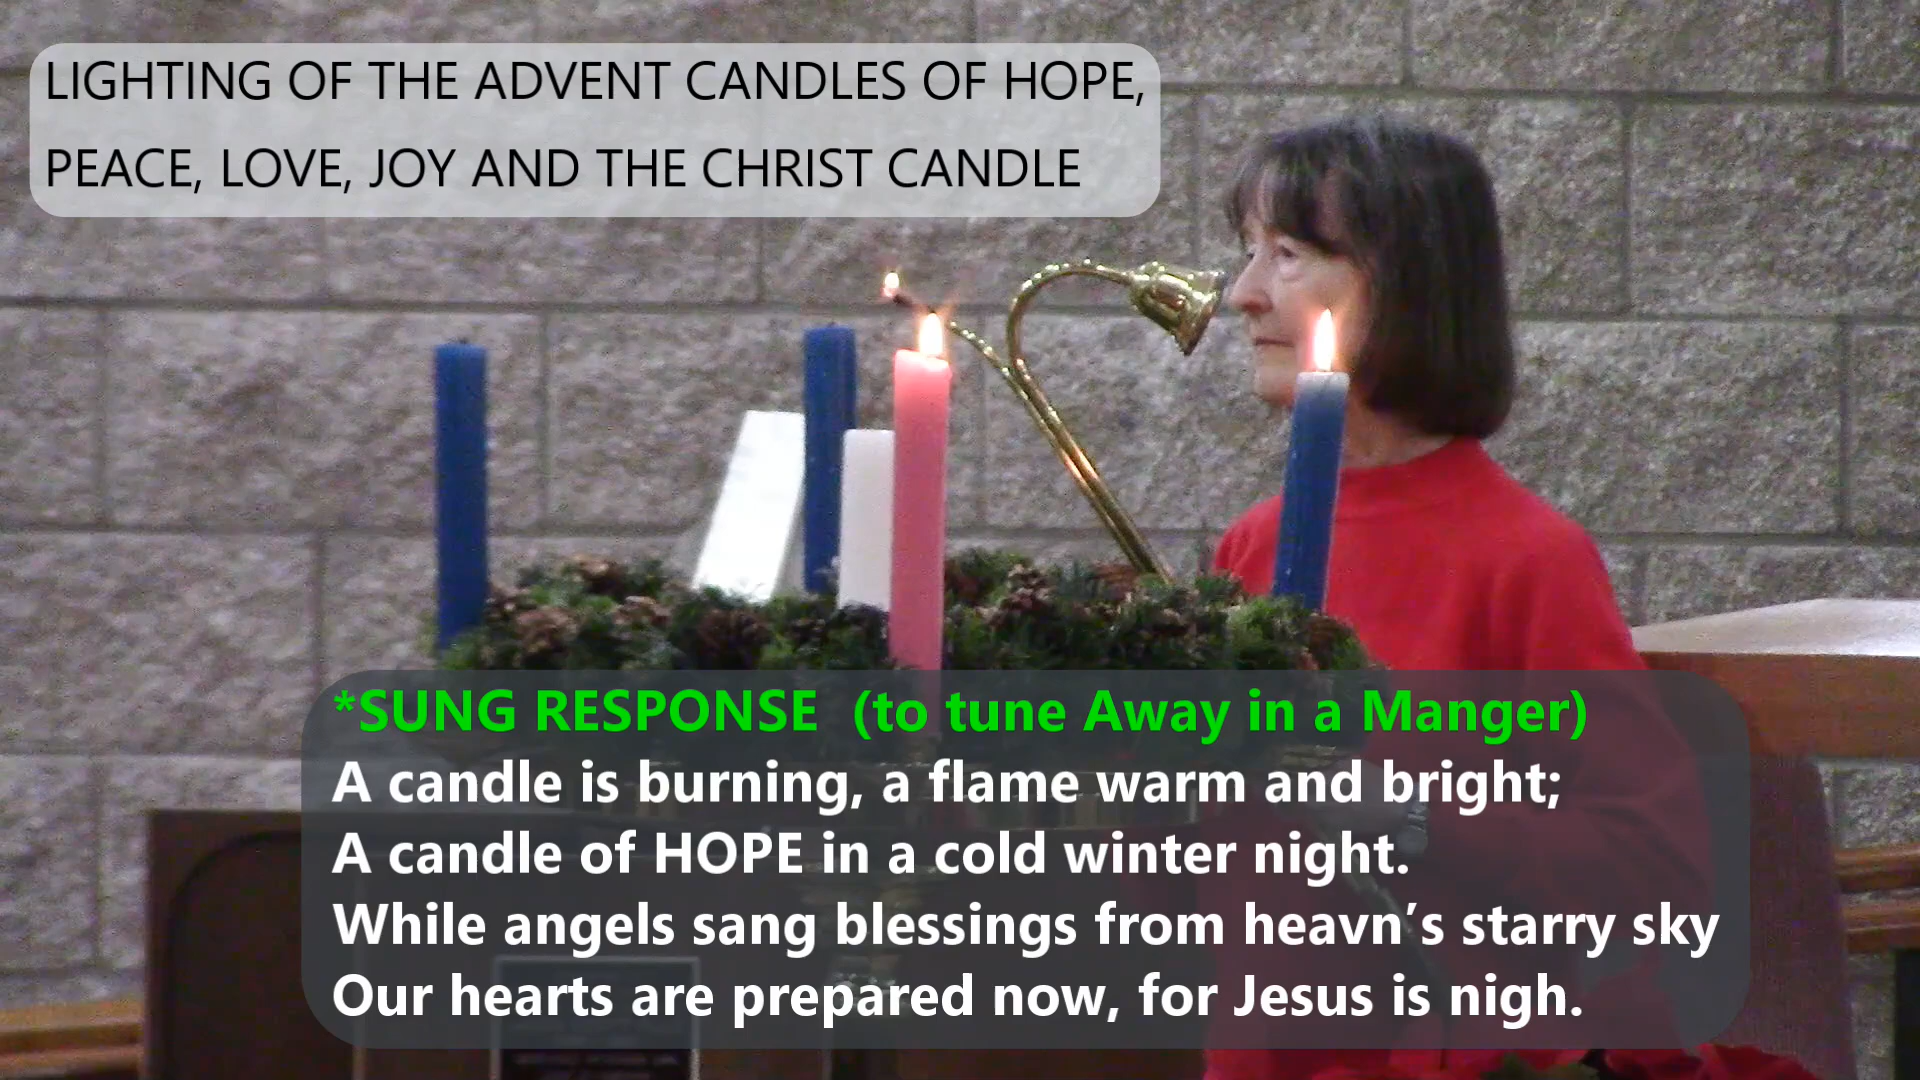 LIGHTING OF THE ADVENT CANDLES OF HOPE,
PEACE, LOVE, JOY AND THE CHRIST CANDLE
*SUNG RESPONSE (to tune Away in a Manger)
A candle is burning, a flame warm and bright;
A candle of HOPE in a cold winter night.
While angels sang blessings from heavn’s starry sky
Our hearts are prepared now, for Jesus is nigh.